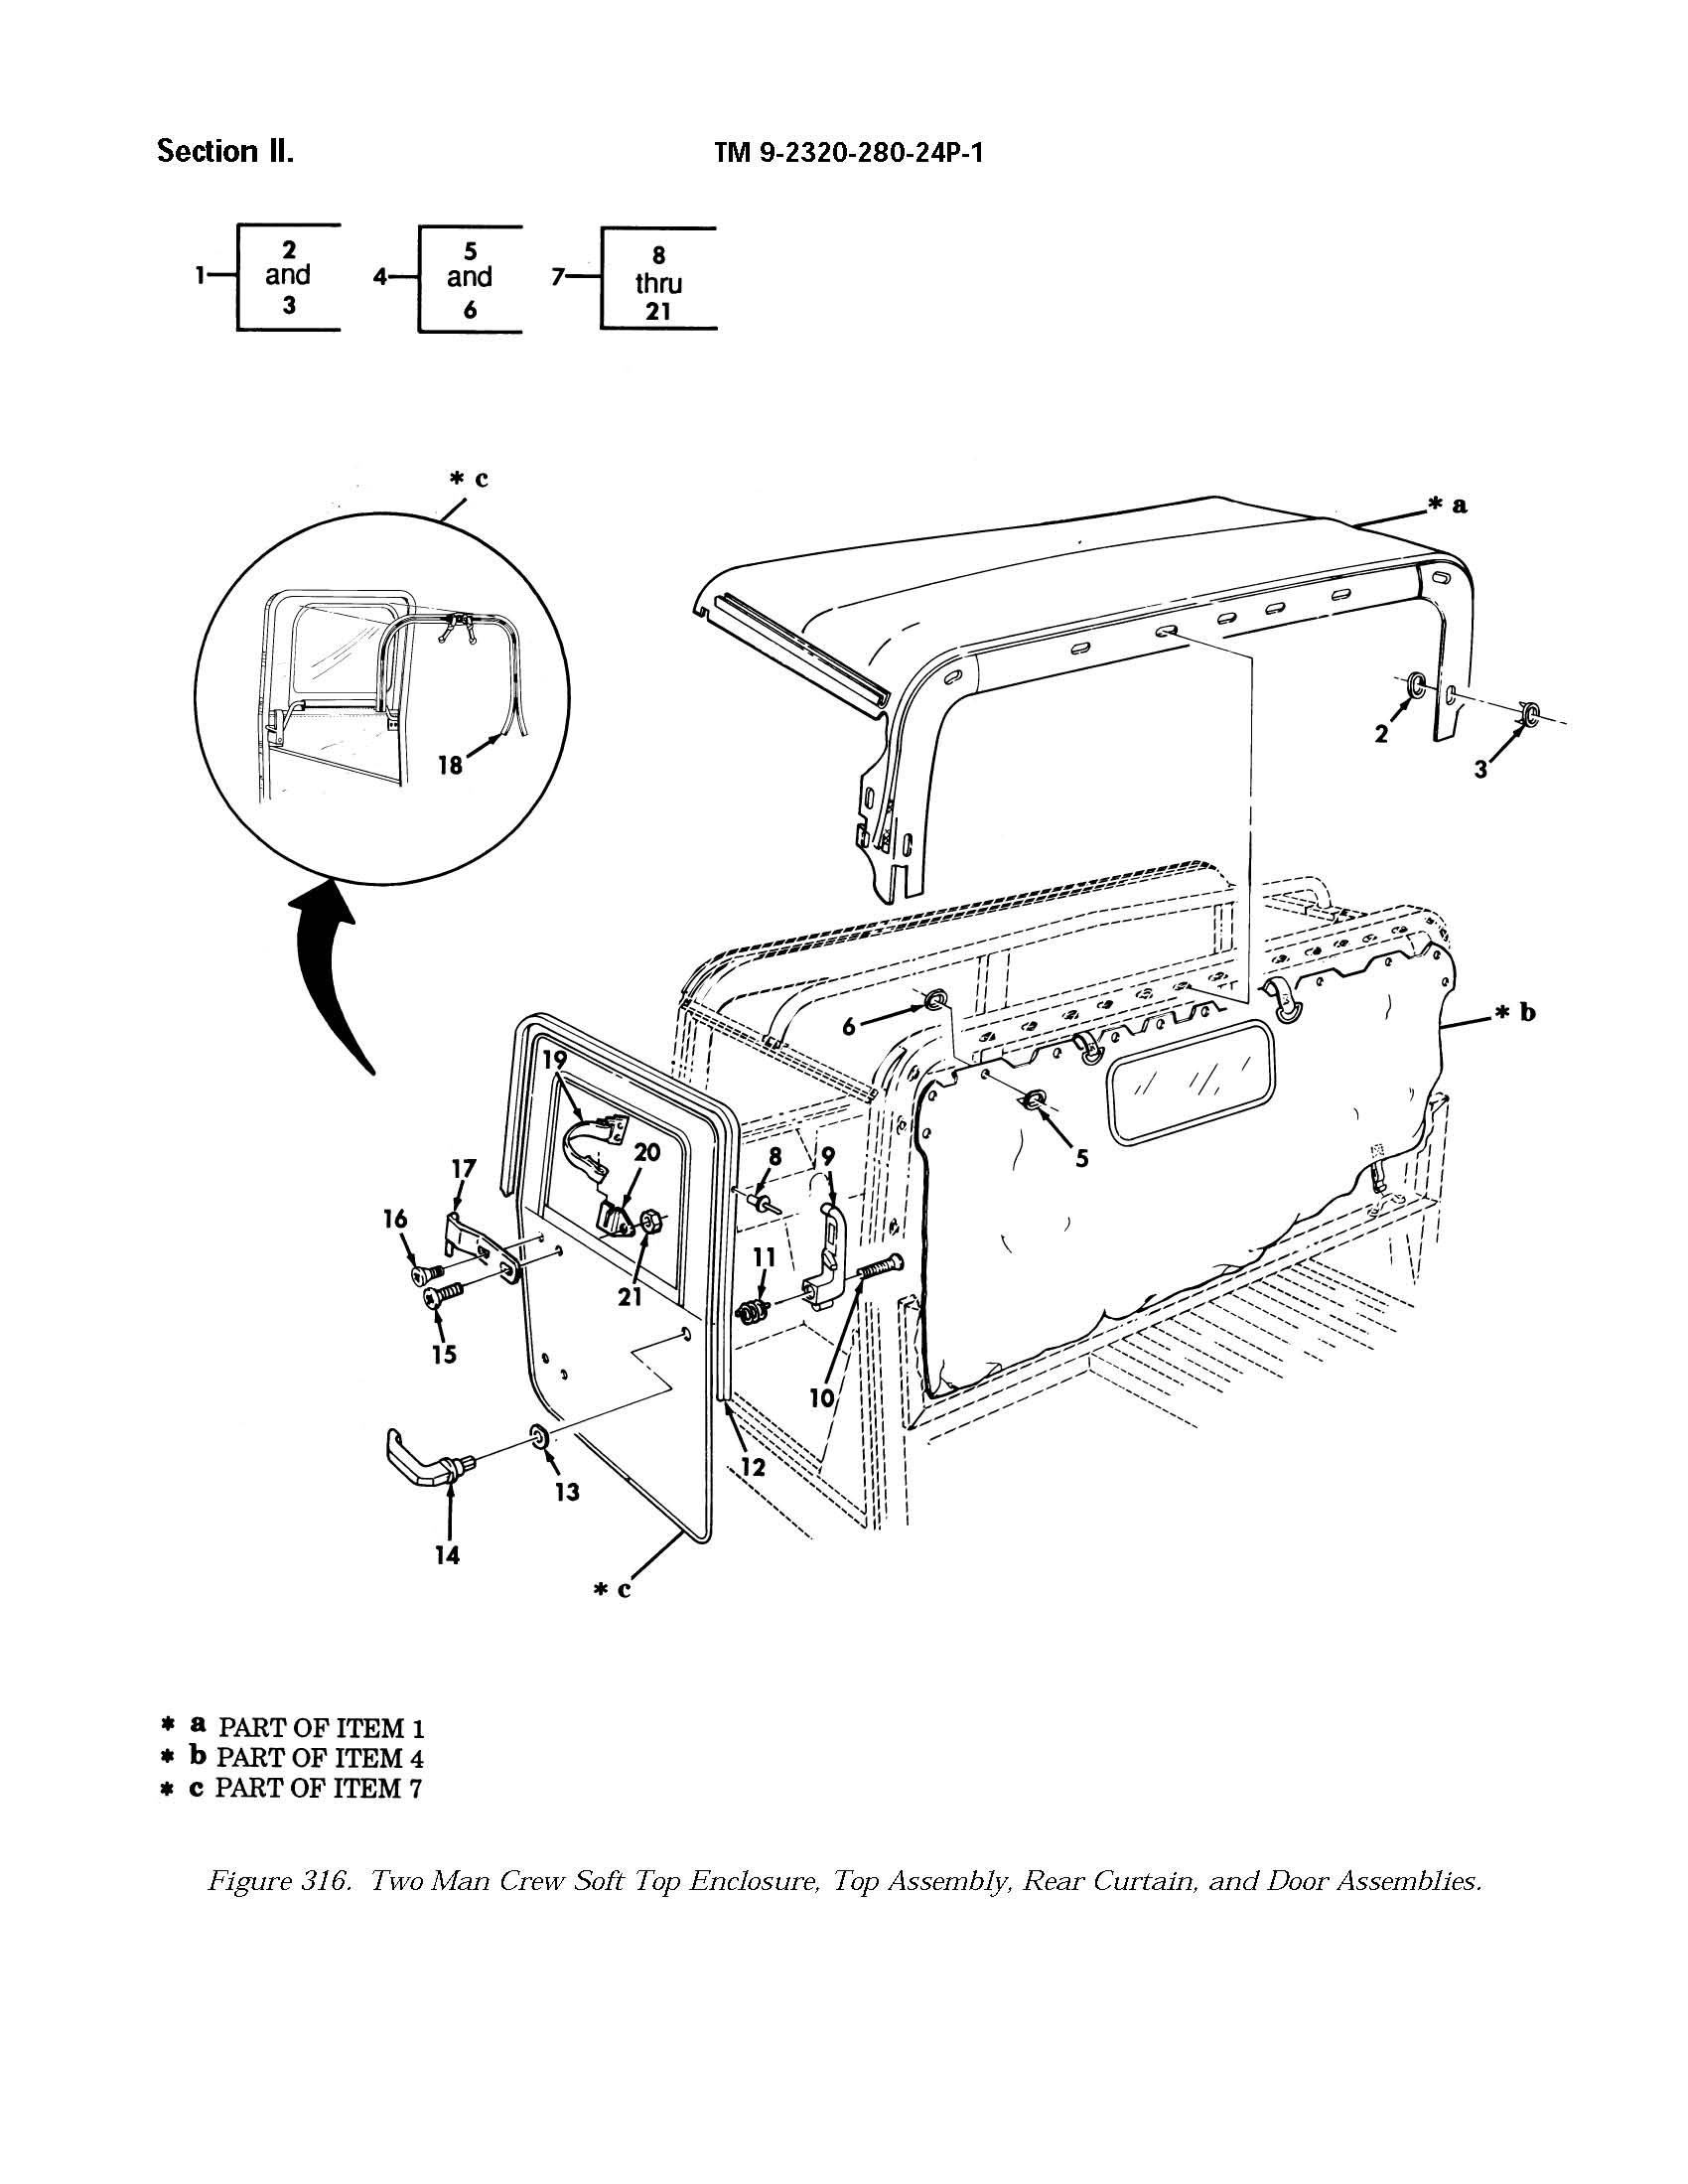 Section II.
TM 9-2320-280-24P-1
1
2
and
3
4
5
and
6
7
8
thru
21
* c
18
* a
2
3
6
* b
5
19
20
8
9
17
16
11
21
15
10
12
13
14
* c
* a PART OF ITEM 1
* b PART OF ITEM 4
* c PART OF ITEM 7
Figure 316. Two Man Crew Soft Top Enclosure, Top Assembly, Rear Curtain, and Door Assemblies.